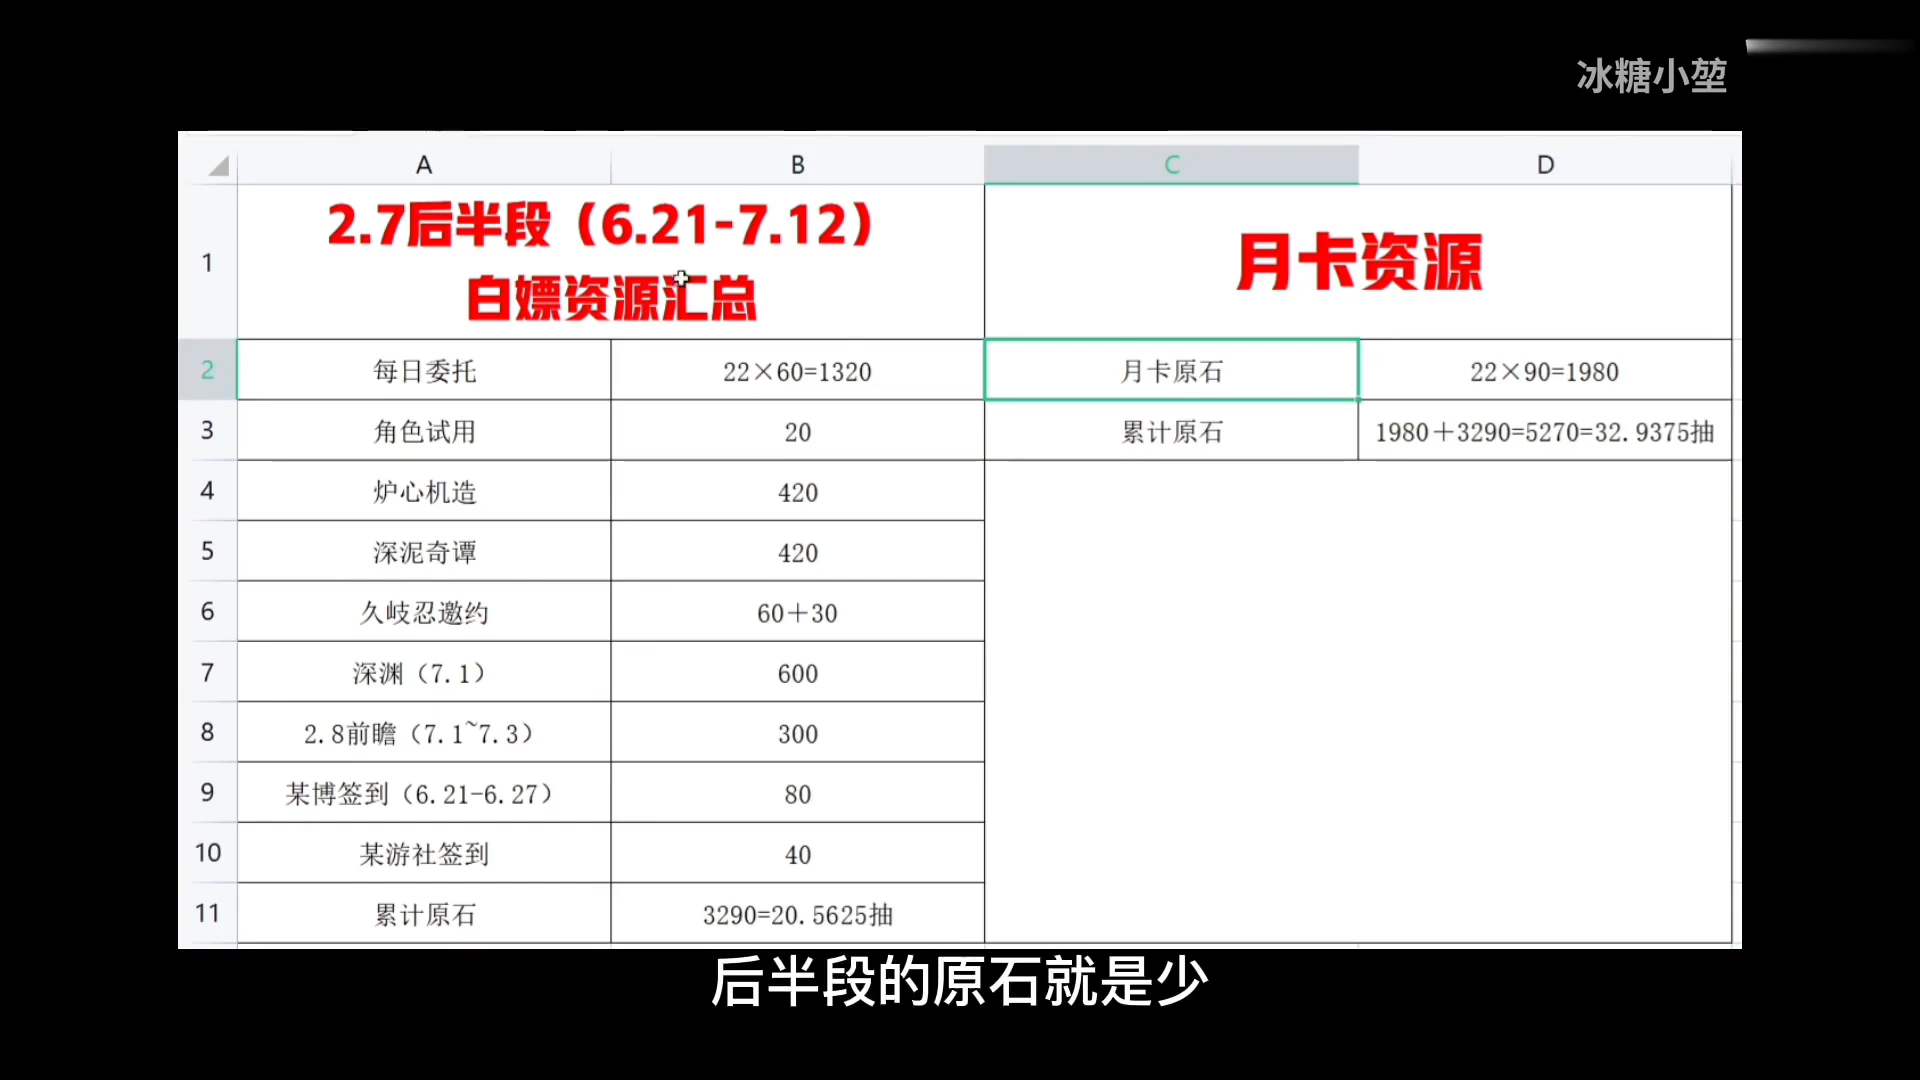 冰糖小堃
A B C D
1 2.7后半段（6.21-7.12） 月卡资源
白嫖资源汇总
2 每日委托 22×60=1320 月卡原石 22×90=1980
3 角色试用 20 累计原石 1980＋3290=5270=32.9375抽
4 炉心机造 420
5 深泥奇谭 420
6 久岐忍邀约 60＋30
7 深渊（7.1） 600
8 2.8前瞻（7.1~7.3） 300
9 某博签到（6.21-6.27） 80
10 某游社签到 40
11 累计原石 3290=20.5625抽
后半段的原石就是少